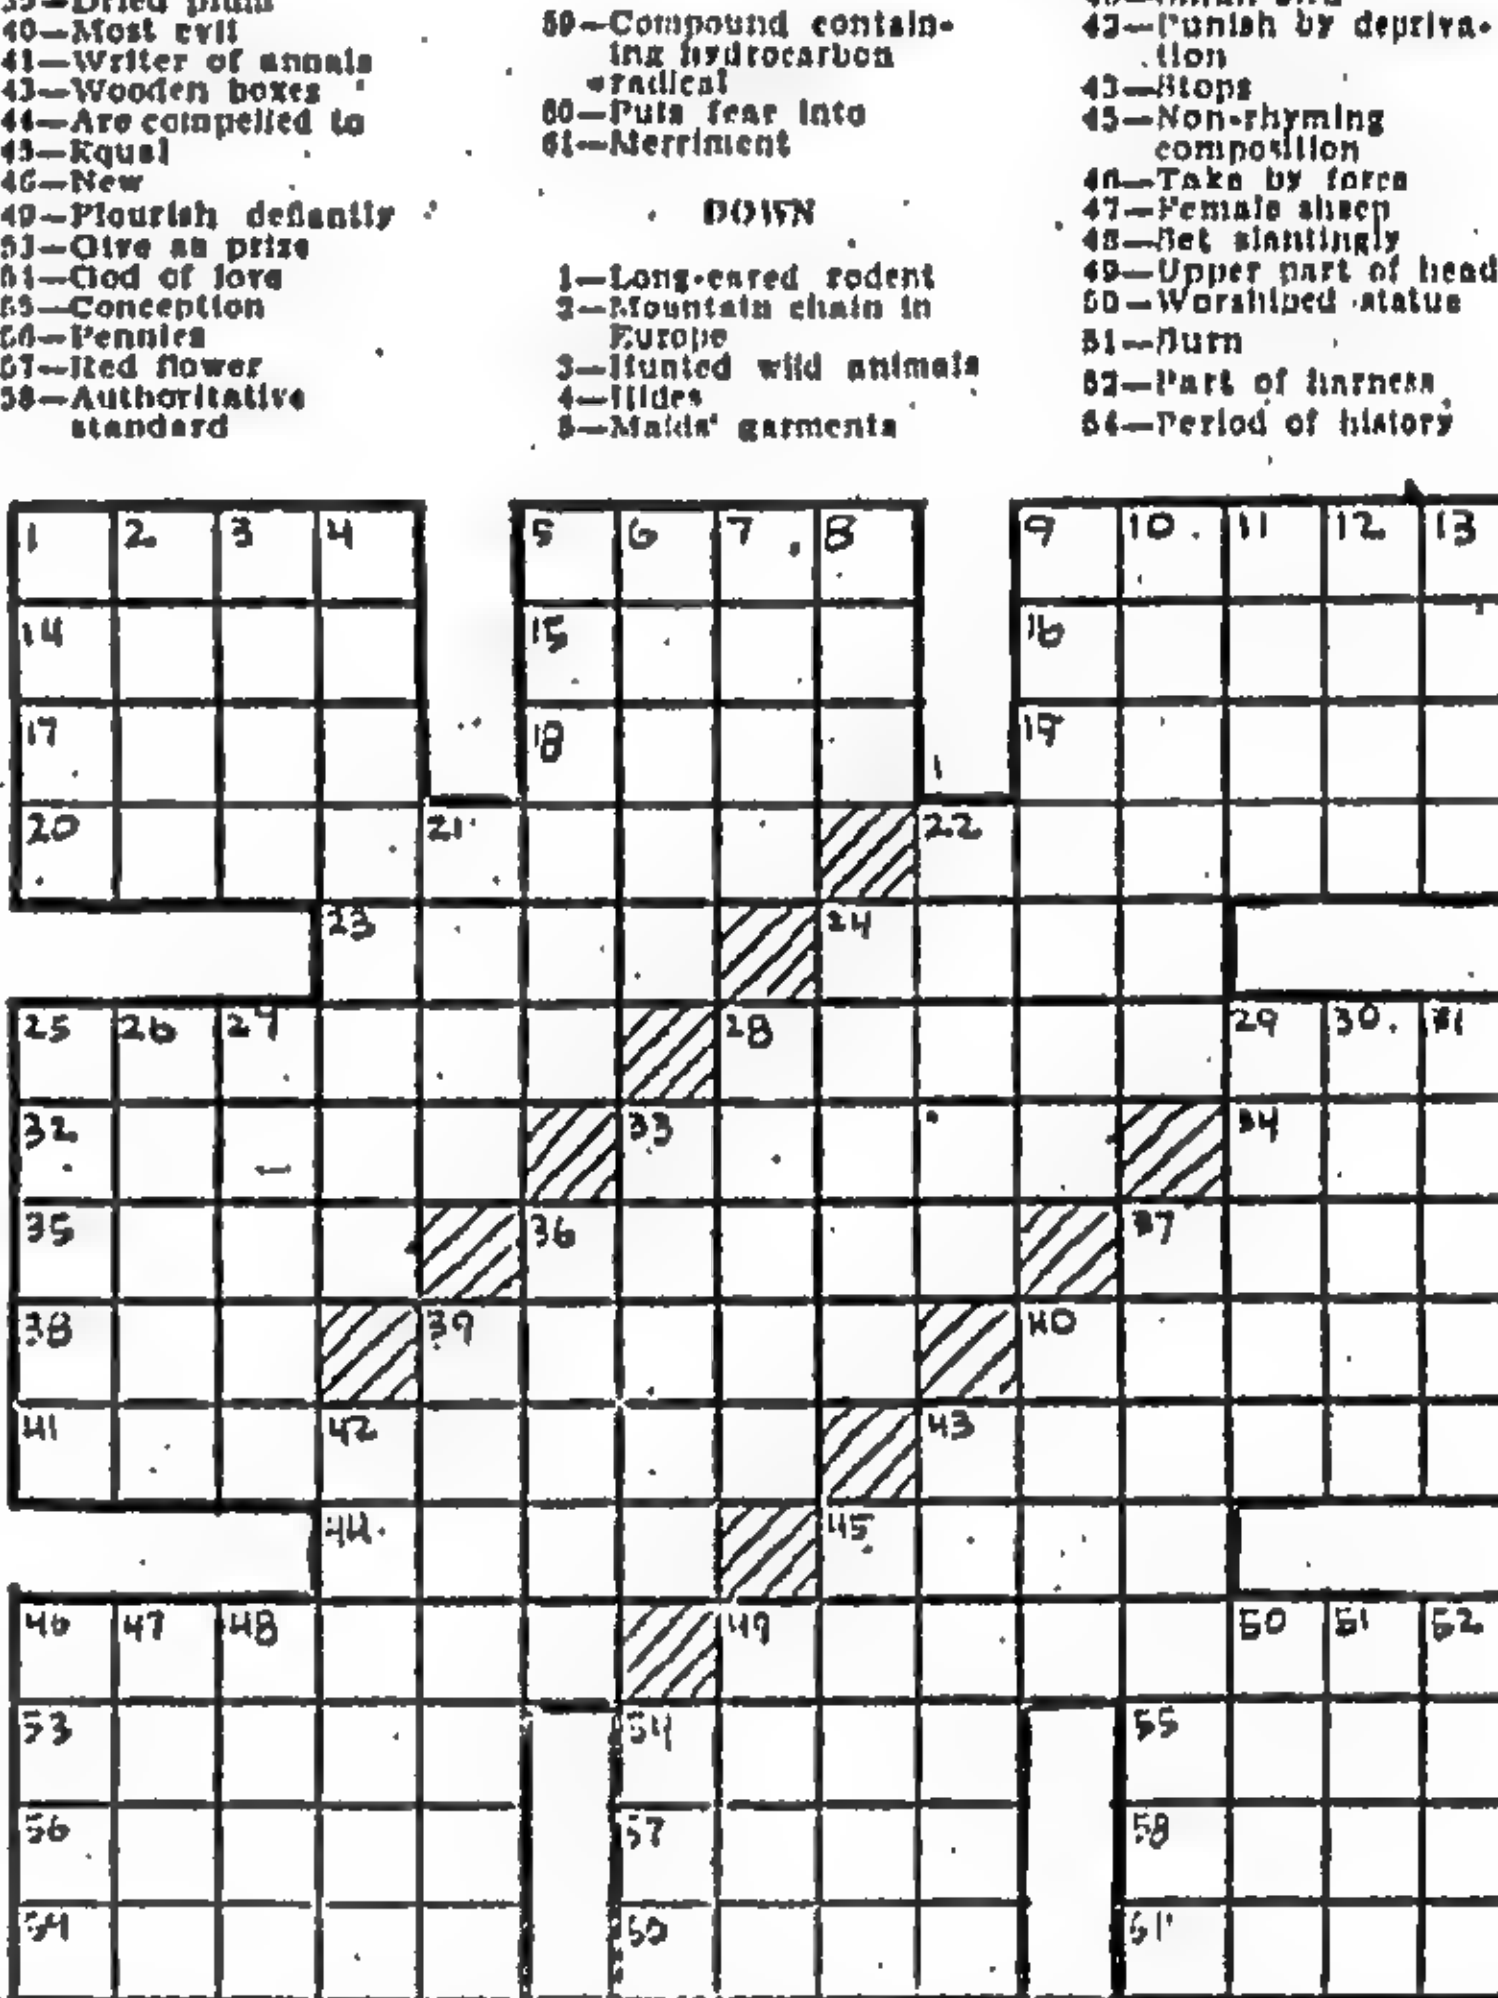 39—Dried plum
40—Most evil
41—Writer of annals
43—Wooden boxes
44—Are compelled to
45—Equal
46—New
49—Flourish defiantly
53—Give as prize
54—God of love
55—Conception
56—Pennies
57—Red flower
58—Authoritative
standard
59—Compound contain-
ing hydrocarbon
radical
60—Puts fear into
61—Merriment
DOWN
1—Long-eared rodent
2—Mountain chain in
Europe
3—Hunted wild animals
4—Hides
5—Maids' garments
42—Punish by depriva-
tion
43—Stops
45—Non-rhyming
composition
46—Take by force
47—Female sheep
48—Set slantingly
49—Upper part of head
50—Worshiped statue
51—Burn
52—Part of harness
54—Period of history
1 2 3 4 5 6 7 8 9 10 11 12 13
14 15 16
17 18 19
20 21 22
23 24
25 26 27 28 29 30 31
32 33 34
35 36 37
38 39 40
41 42 43
44 45
46 47 48 49 50 51 52
53 54 55
56 57 58
59 60 61